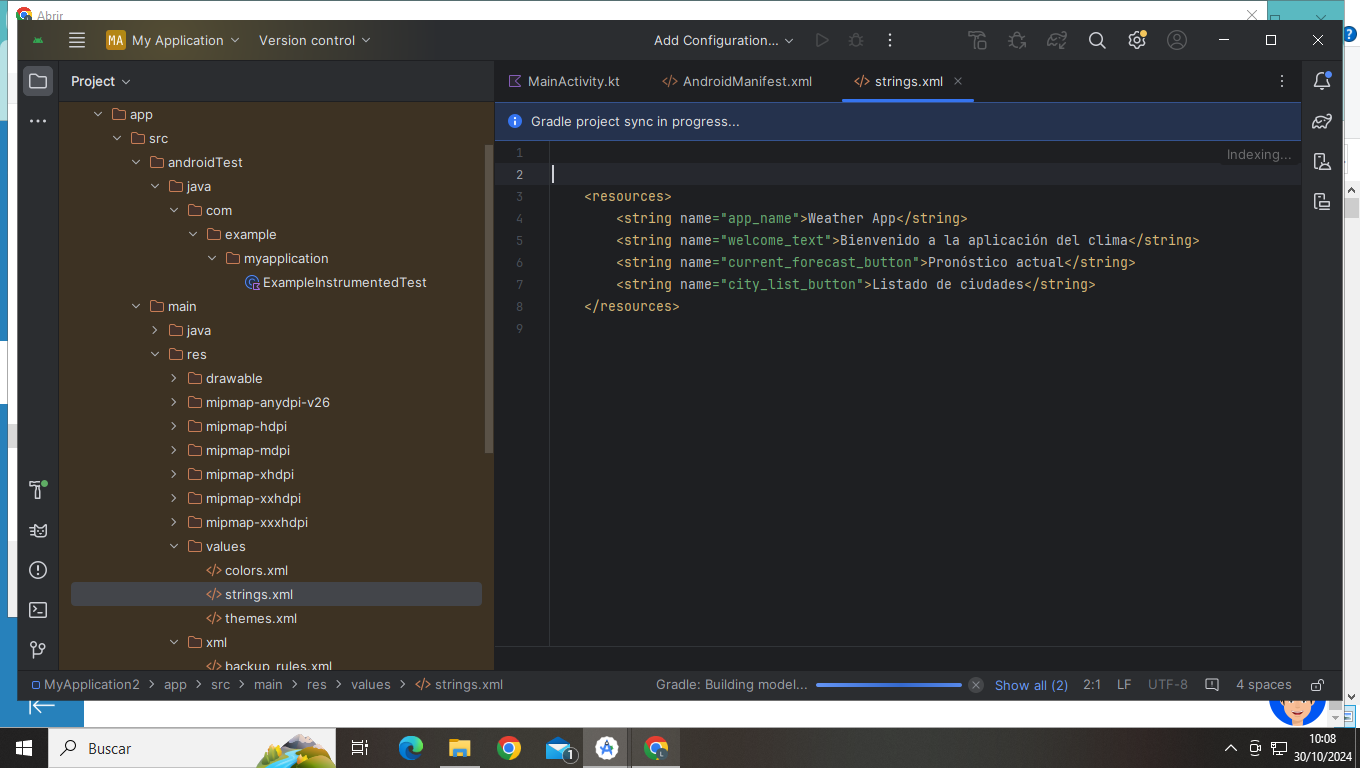 Abrir
MA My Application Version control Add Configuration...
Project
MainActivity.kt AndroidManifest.xml strings.xml
Gradle project sync in progress...
Indexing...
app
src
androidTest
java
com
example
myapplication
ExampleInstrumentedTest
main
java
res
drawable
mipmap-anydpi-v26
mipmap-hdpi
mipmap-mdpi
mipmap-xhdpi
mipmap-xxhdpi
mipmap-xxxhdpi
values
colors.xml
strings.xml
themes.xml
xml
backup_rules.xml
1
2
3 <resources>
4 <string name="app_name">Weather App</string>
5 <string name="welcome_text">Bienvenido a la aplicación del clima</string>
6 <string name="current_forecast_button">Pronóstico actual</string>
7 <string name="city_list_button">Listado de ciudades</string>
8 </resources>
9
MyApplication2 > app > src > main > res > values > strings.xml Gradle: Building model... Show all (2) 2:1 LF UTF-8 4 spaces
Buscar
1
10:08
30/10/2024